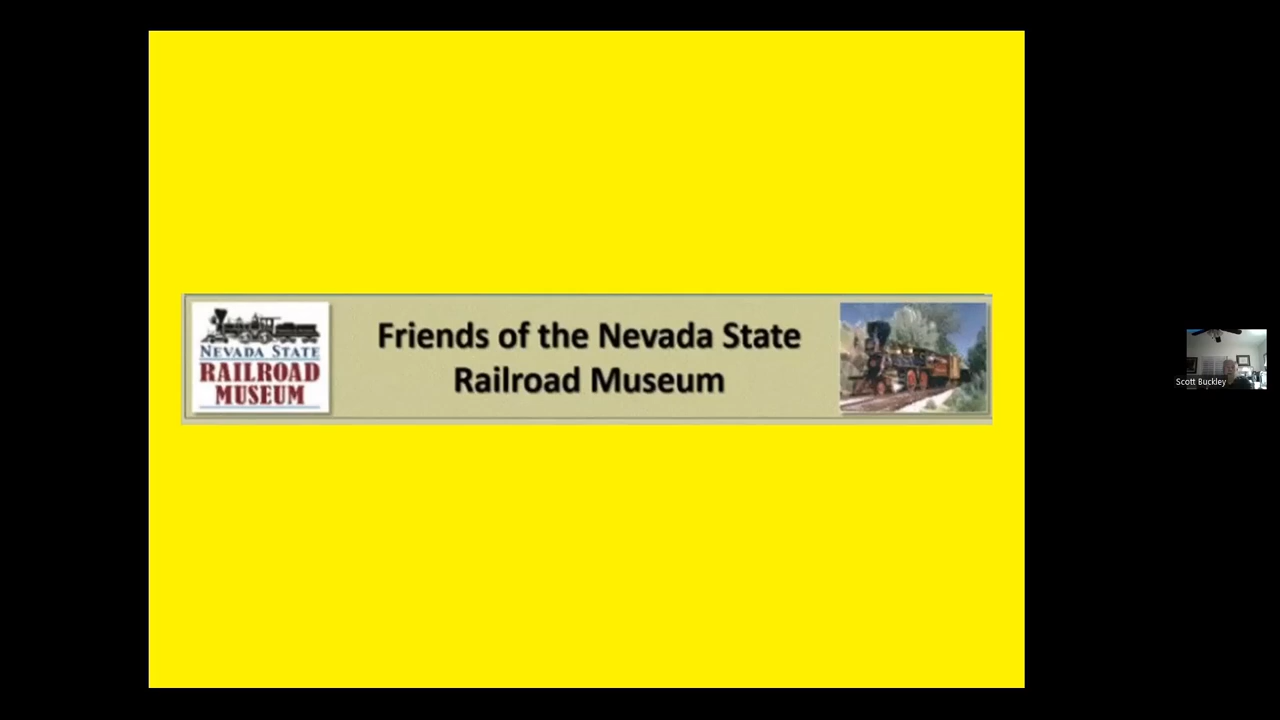 NEVADA STATE
RAILROAD
MUSEUM
Friends of the Nevada State
Railroad Museum
Scott Buckley